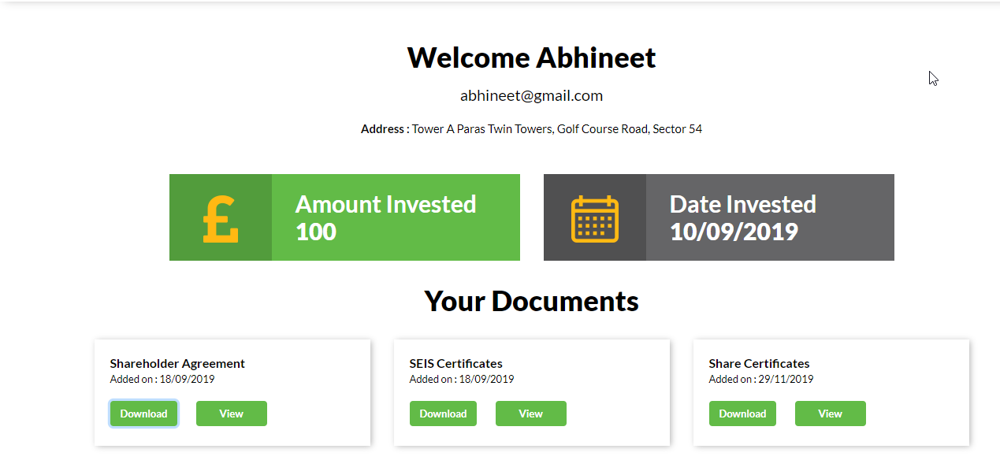 Welcome Abhineet
abhineet@gmail.com
Address : Tower A Paras Twin Towers, Golf Course Road, Sector 54
£
Amount Invested
100
Date Invested
10/09/2019
Your Documents
Shareholder Agreement
Added on : 18/09/2019
Download
View
SEIS Certificates
Added on : 18/09/2019
Download
View
Share Certificates
Added on : 29/11/2019
Download
View